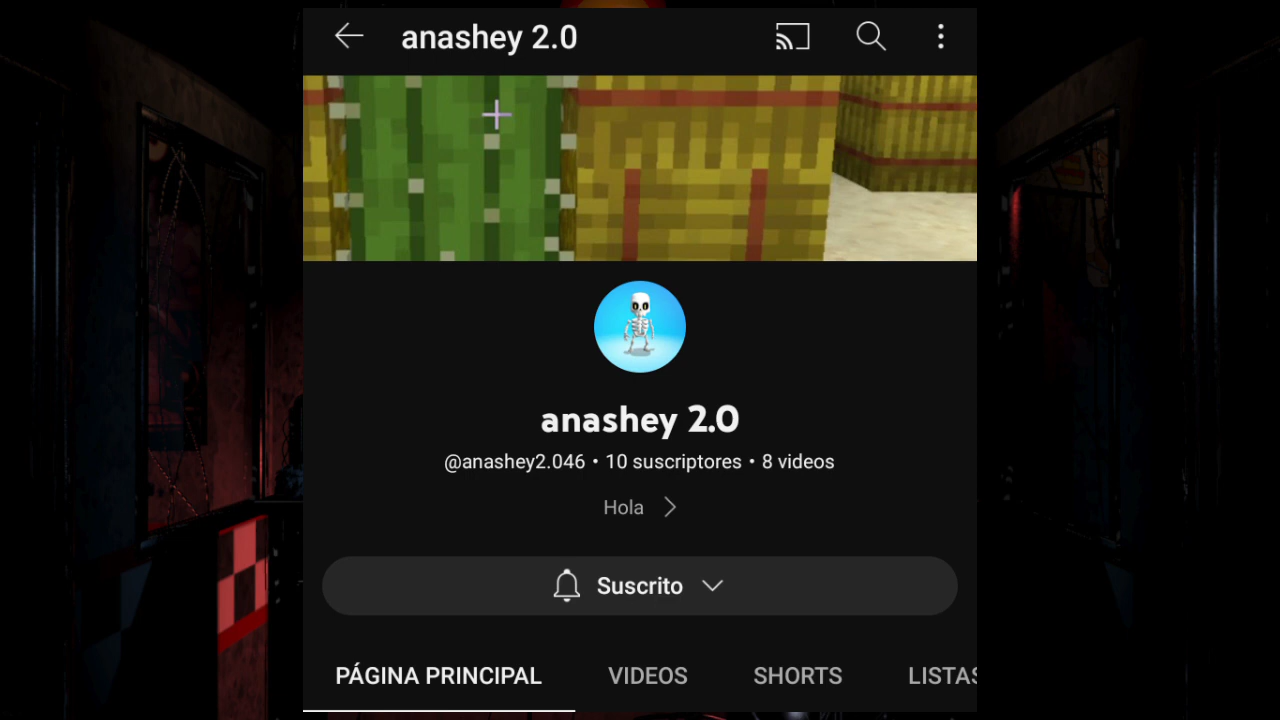 anashey 2.0
anashey 2.0
@anashey2.046 • 10 suscriptores • 8 videos
Hola
Suscrito
PÁGINA PRINCIPAL VIDEOS SHORTS LISTAS